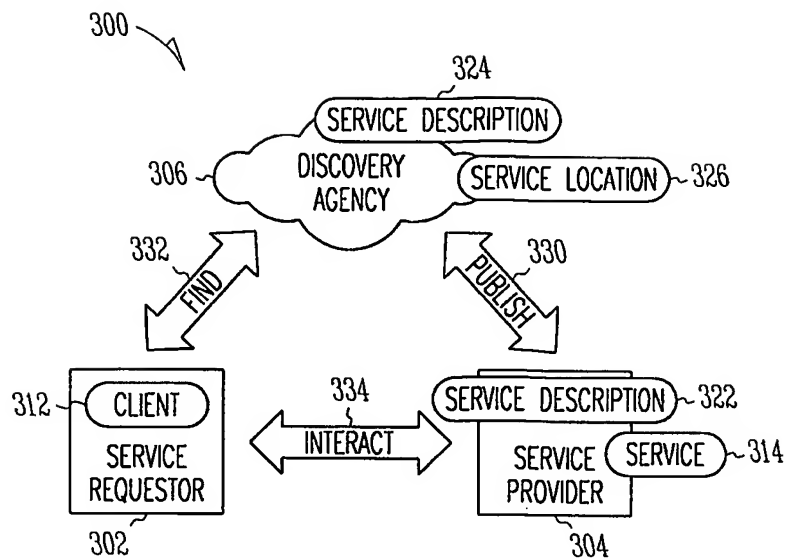 300
324
SERVICE DESCRIPTION
306
DISCOVERY
AGENCY
SERVICE LOCATION
326
332
FIND
330
PUBLISH
312
CLIENT
SERVICE
REQUESTOR
302
334
INTERACT
SERVICE DESCRIPTION
322
SERVICE
PROVIDER
SERVICE
314
304